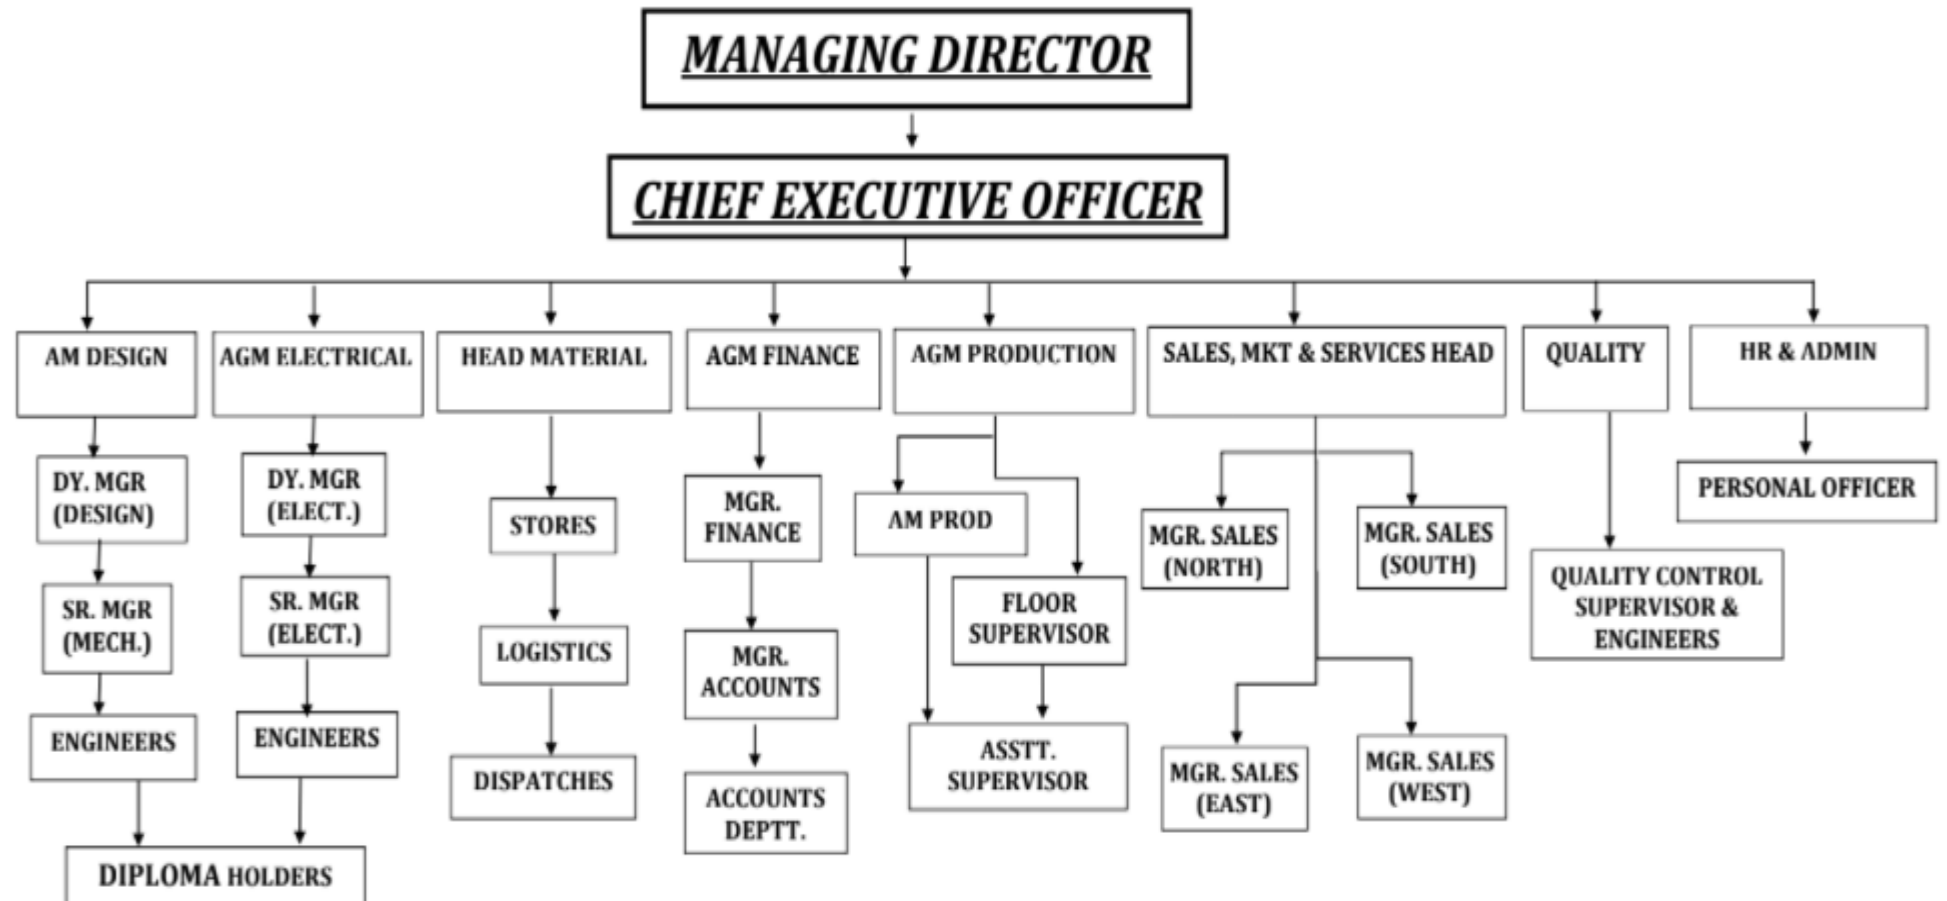 MANAGING DIRECTOR
CHIEF EXECUTIVE OFFICER
AM DESIGN
AGM ELECTRICAL
HEAD MATERIAL
AGM FINANCE
AGM PRODUCTION
SALES, MKT & SERVICES HEAD
QUALITY
HR & ADMIN
DY. MGR
(DESIGN)
DY. MGR
(ELECT.)
STORES
MGR.
FINANCE
AM PROD
FLOOR
SUPERVISOR
MGR. SALES
(NORTH)
MGR. SALES
(SOUTH)
QUALITY CONTROL
SUPERVISOR &
ENGINEERS
PERSONAL OFFICER
SR. MGR
(MECH.)
SR. MGR
(ELECT.)
LOGISTICS
MGR.
ACCOUNTS
ENGINEERS
ENGINEERS
DISPATCHES
ACCOUNTS
DEPTT.
ASSTT.
SUPERVISOR
MGR. SALES
(EAST)
MGR. SALES
(WEST)
DIPLOMA HOLDERS